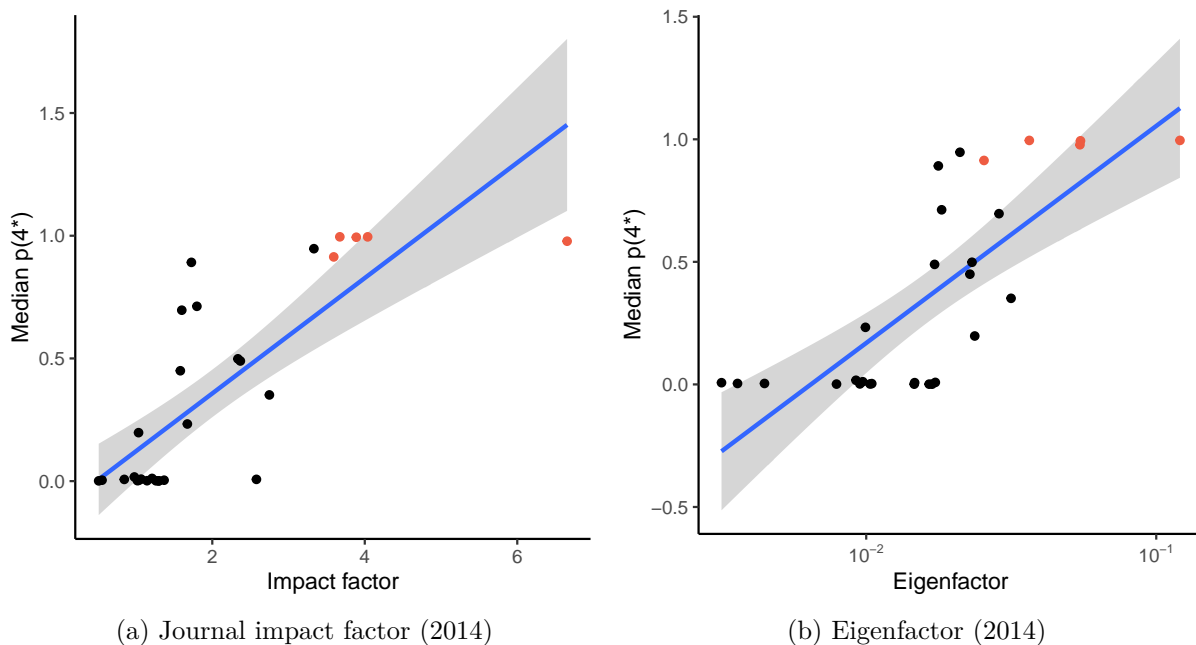 1.5
1.0
0.5
0.0
Median p(4*)
2
4
6
Impact factor
(a) Journal impact factor (2014)
1.5
1.0
0.5
0.0
−0.5
Median p(4*)
10⁻²
10⁻¹
Eigenfactor
(b) Eigenfactor (2014)